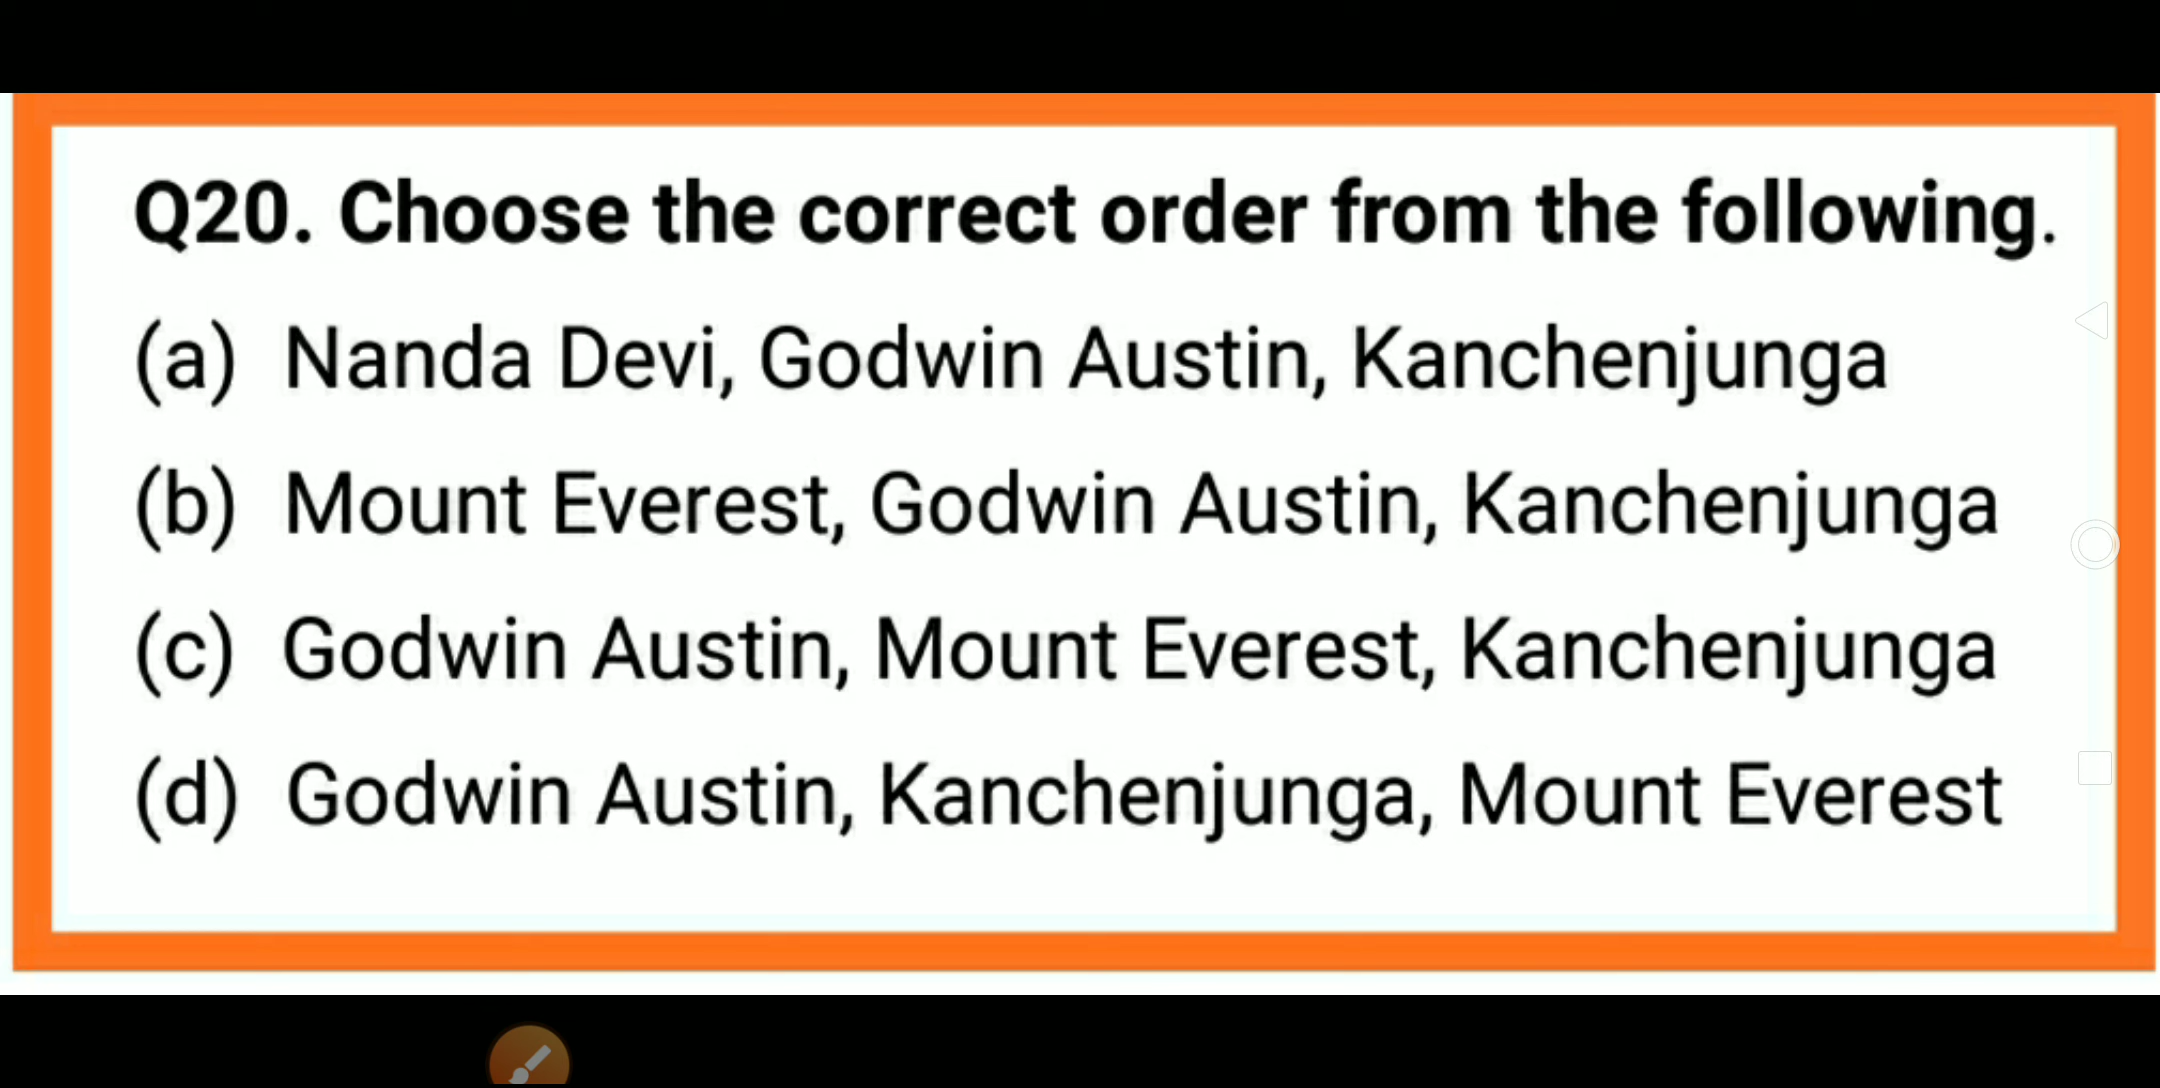 Q20. Choose the correct order from the following.
(a) Nanda Devi, Godwin Austin, Kanchenjunga
(b) Mount Everest, Godwin Austin, Kanchenjunga
(c) Godwin Austin, Mount Everest, Kanchenjunga
(d) Godwin Austin, Kanchenjunga, Mount Everest